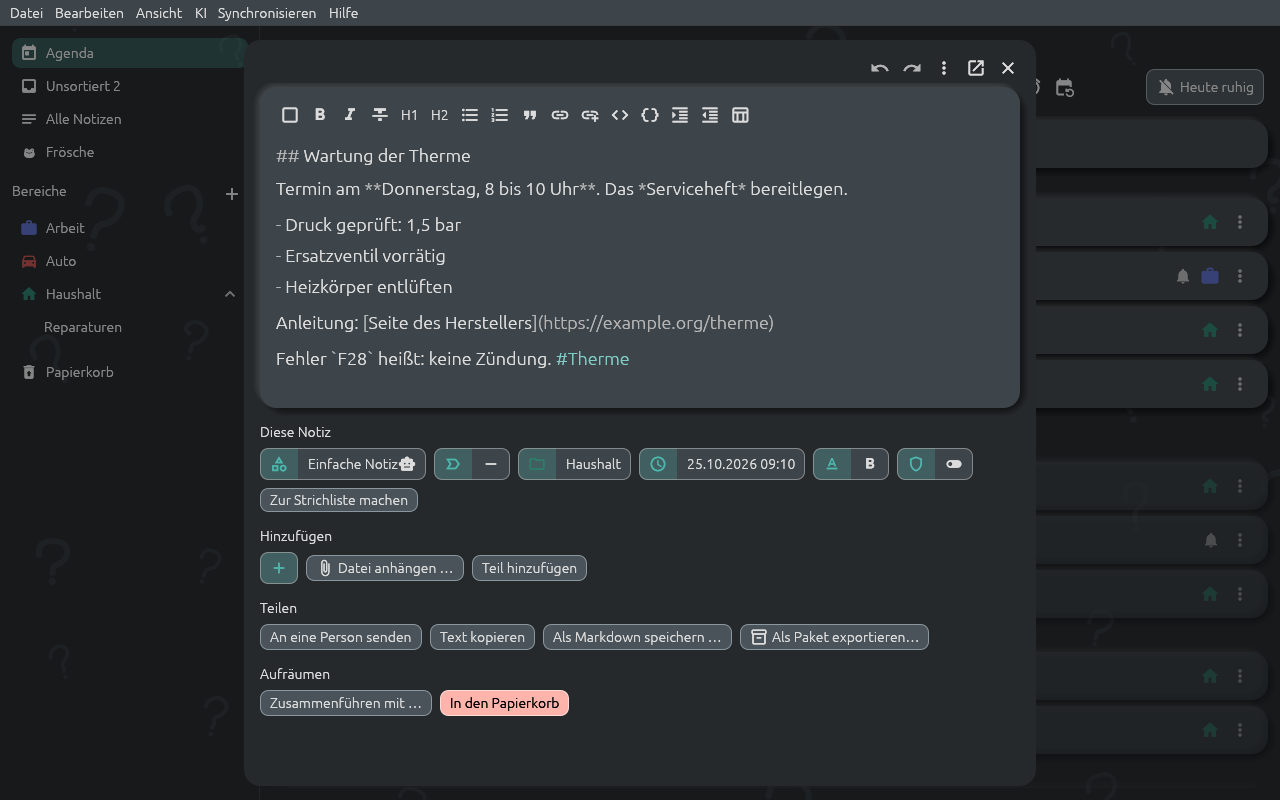 Datei Bearbeiten Ansicht KI Synchronisieren Hilfe
Agenda
Unsortiert 2
Alle Notizen
Frösche
Bereiche
Arbeit
Auto
Haushalt
Reparaturen
Papierkorb
Heute ruhig
H1 H2
## Wartung der Therme
Termin am **Donnerstag, 8 bis 10 Uhr**. Das *Serviceheft* bereitlegen.
- Druck geprüft: 1,5 bar
- Ersatzventil vorrätig
- Heizkörper entlüften
Anleitung: [Seite des Herstellers](https://example.org/therme)
Fehler `F28` heißt: keine Zündung. #Therme
Diese Notiz
Einfache Notiz
Haushalt
25.10.2026 09:10
Zur Strichliste machen
Hinzufügen
Datei anhängen …
Teil hinzufügen
Teilen
An eine Person senden
Text kopieren
Als Markdown speichern …
Als Paket exportieren…
Aufräumen
Zusammenführen mit …
In den Papierkorb